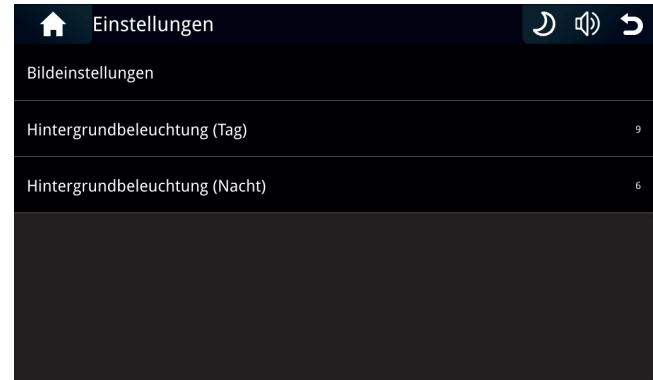 Einstellungen
Bildeinstellungen
Hintergrundbeleuchtung (Tag) 9
Hintergrundbeleuchtung (Nacht) 6